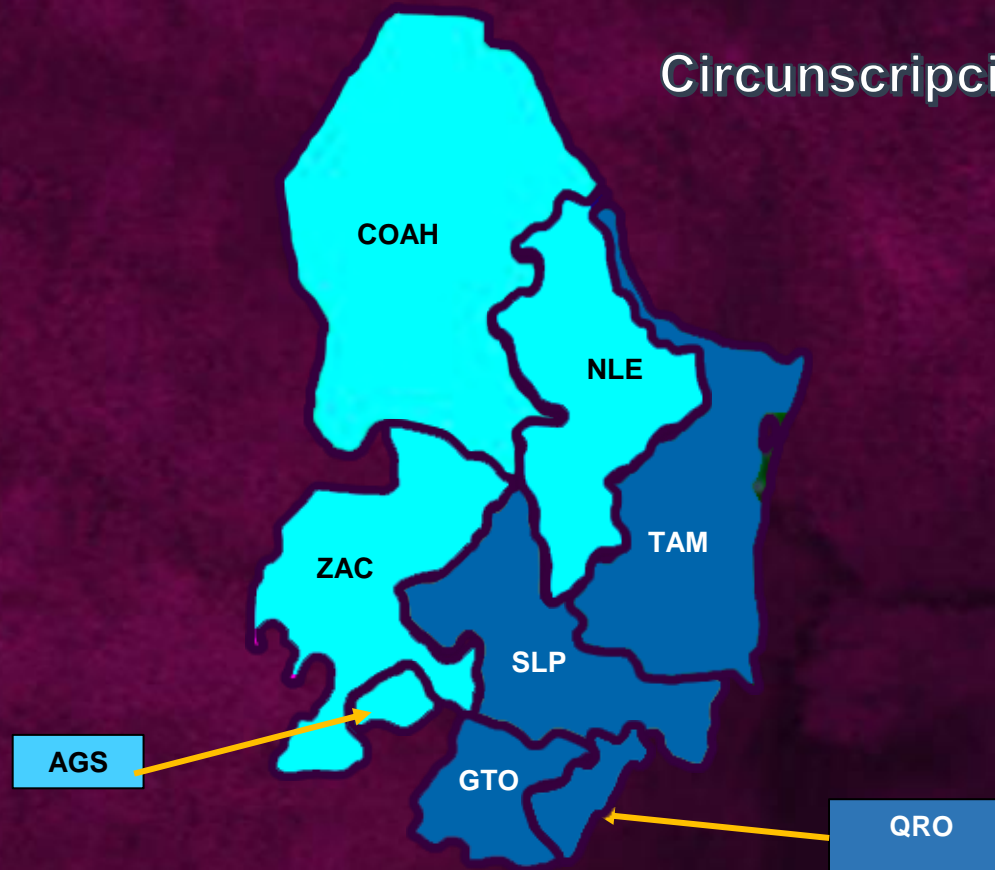 Circunscripci
COAH
NLE
TAM
ZAC
SLP
AGS
GTO
QRO